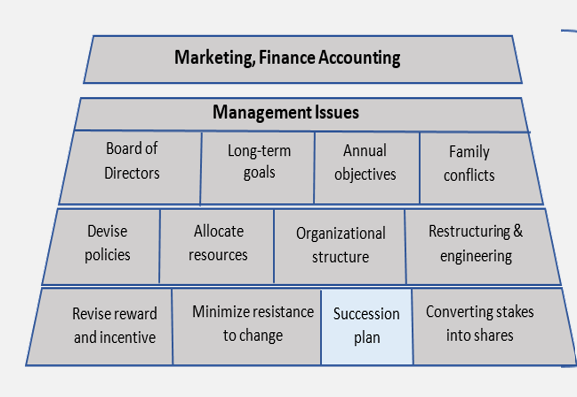 Marketing, Finance Accounting
Management Issues
Board of
Directors
Long-term
goals
Annual
objectives
Family
conflicts
Devise
policies
Allocate
resources
Organizational
structure
Restructuring &
engineering
Revise reward
and incentive
Minimize resistance
to change
Succession
plan
Converting stakes
into shares